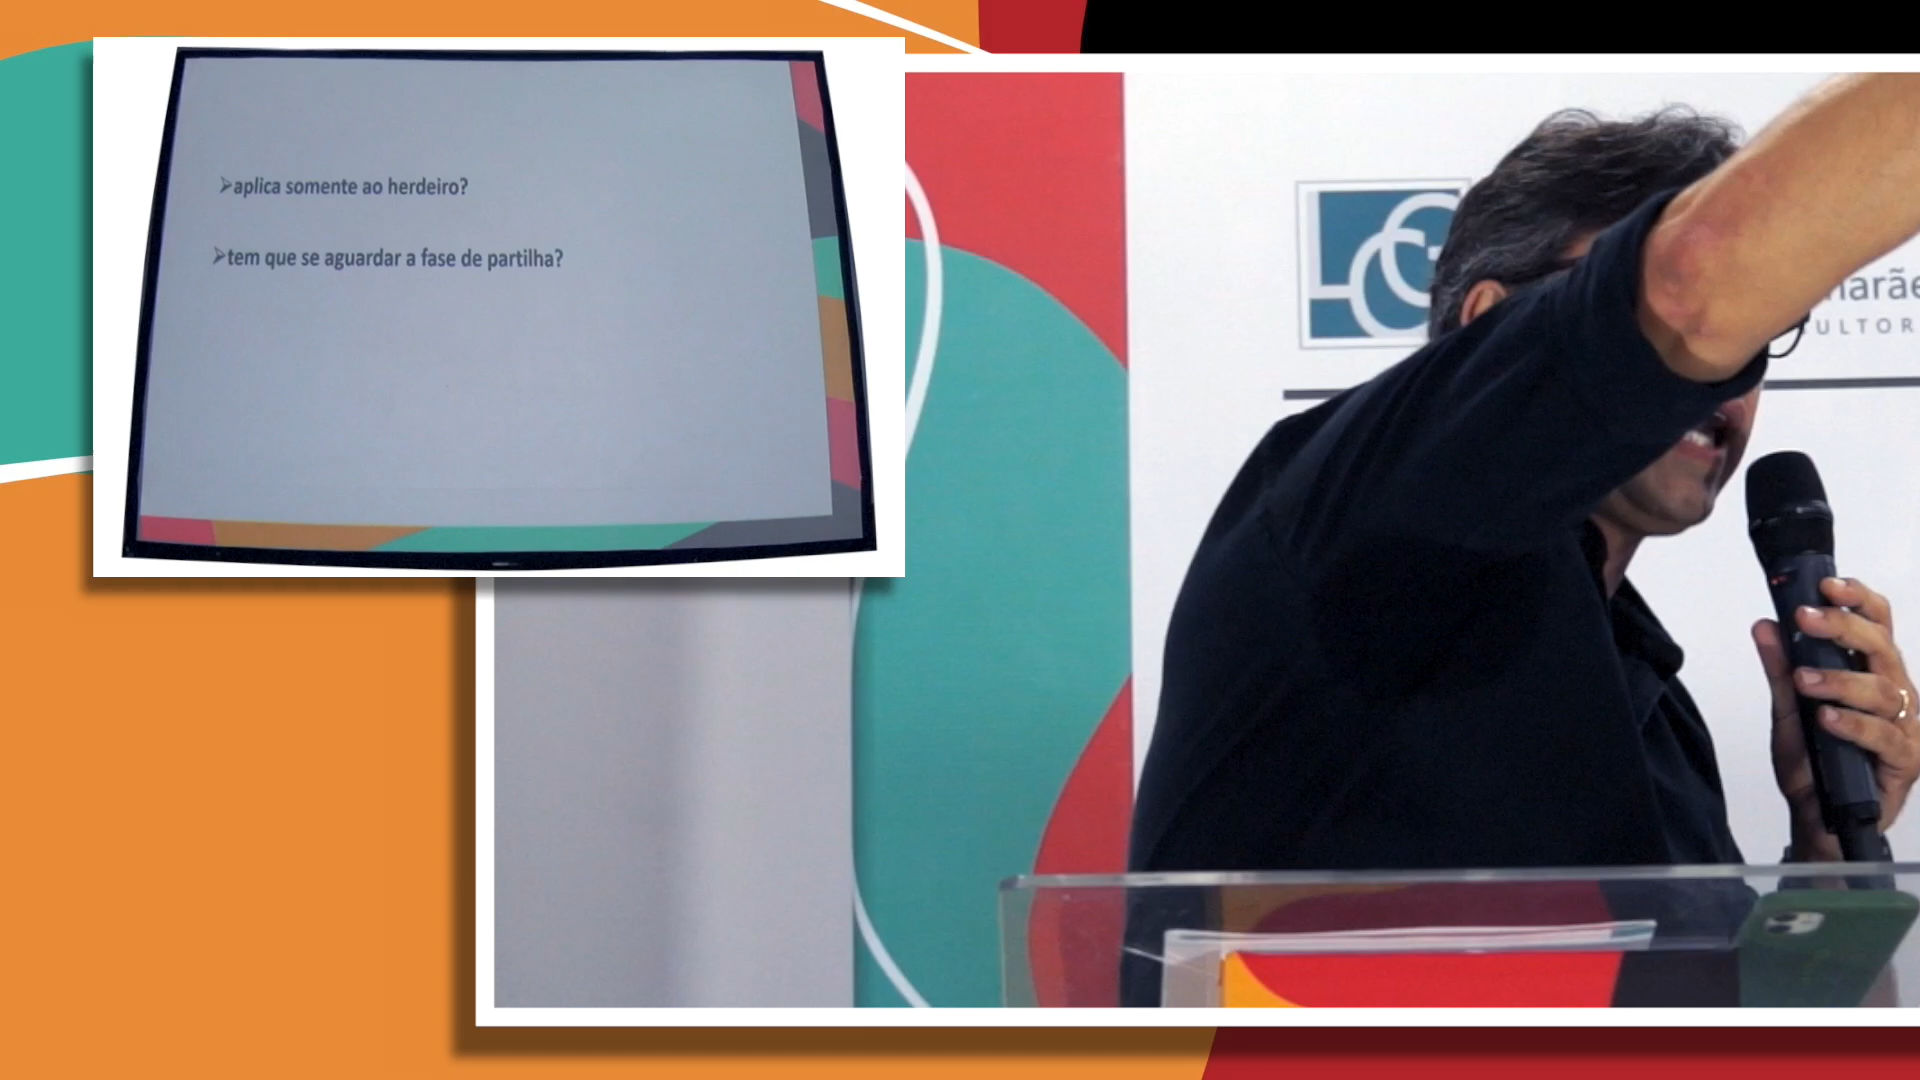 ➢aplica somente ao herdeiro?
➢tem que se aguardar a fase de partilha?